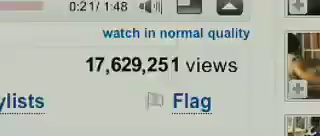 0:21/ 1:48
watch in normal quality
17,629,251 views
ylists
Flag